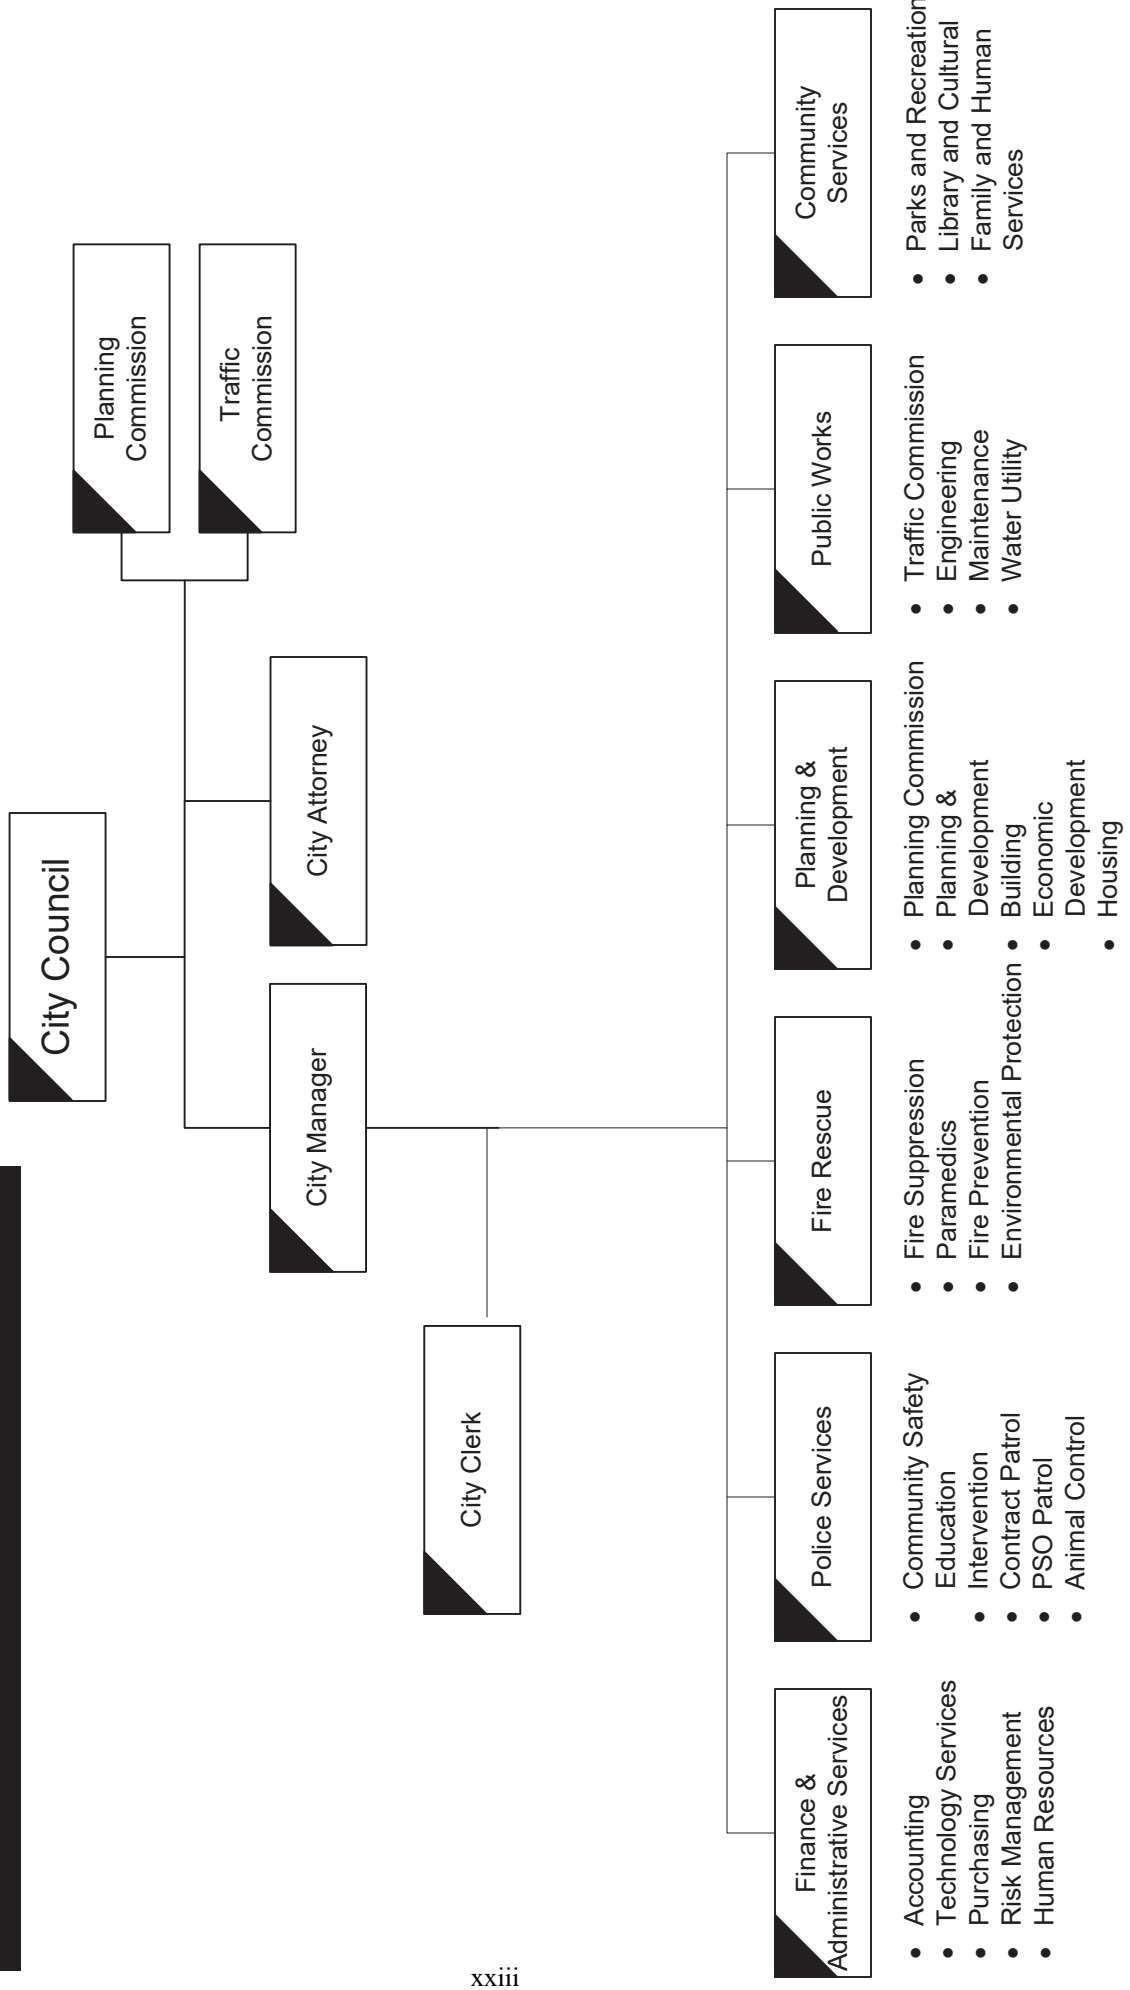 City Council
Planning
Commission
Traffic
Commission
City Manager
City Attorney
City Clerk
Finance &
Administrative Services
• Accounting
• Technology Services
• Purchasing
• Risk Management
• Human Resources
Police Services
• Community Safety
Education
• Intervention
• Contract Patrol
• PSO Patrol
• Animal Control
Fire Rescue
• Fire Suppression
• Paramedics
• Fire Prevention
• Environmental Protection
Planning &
Development
• Planning Commission
• Planning &
Development
• Building
• Economic
Development
• Housing
Public Works
• Traffic Commission
• Engineering
• Maintenance
• Water Utility
Community
Services
• Parks and Recreation
• Library and Cultural
• Family and Human
Services
xxiii